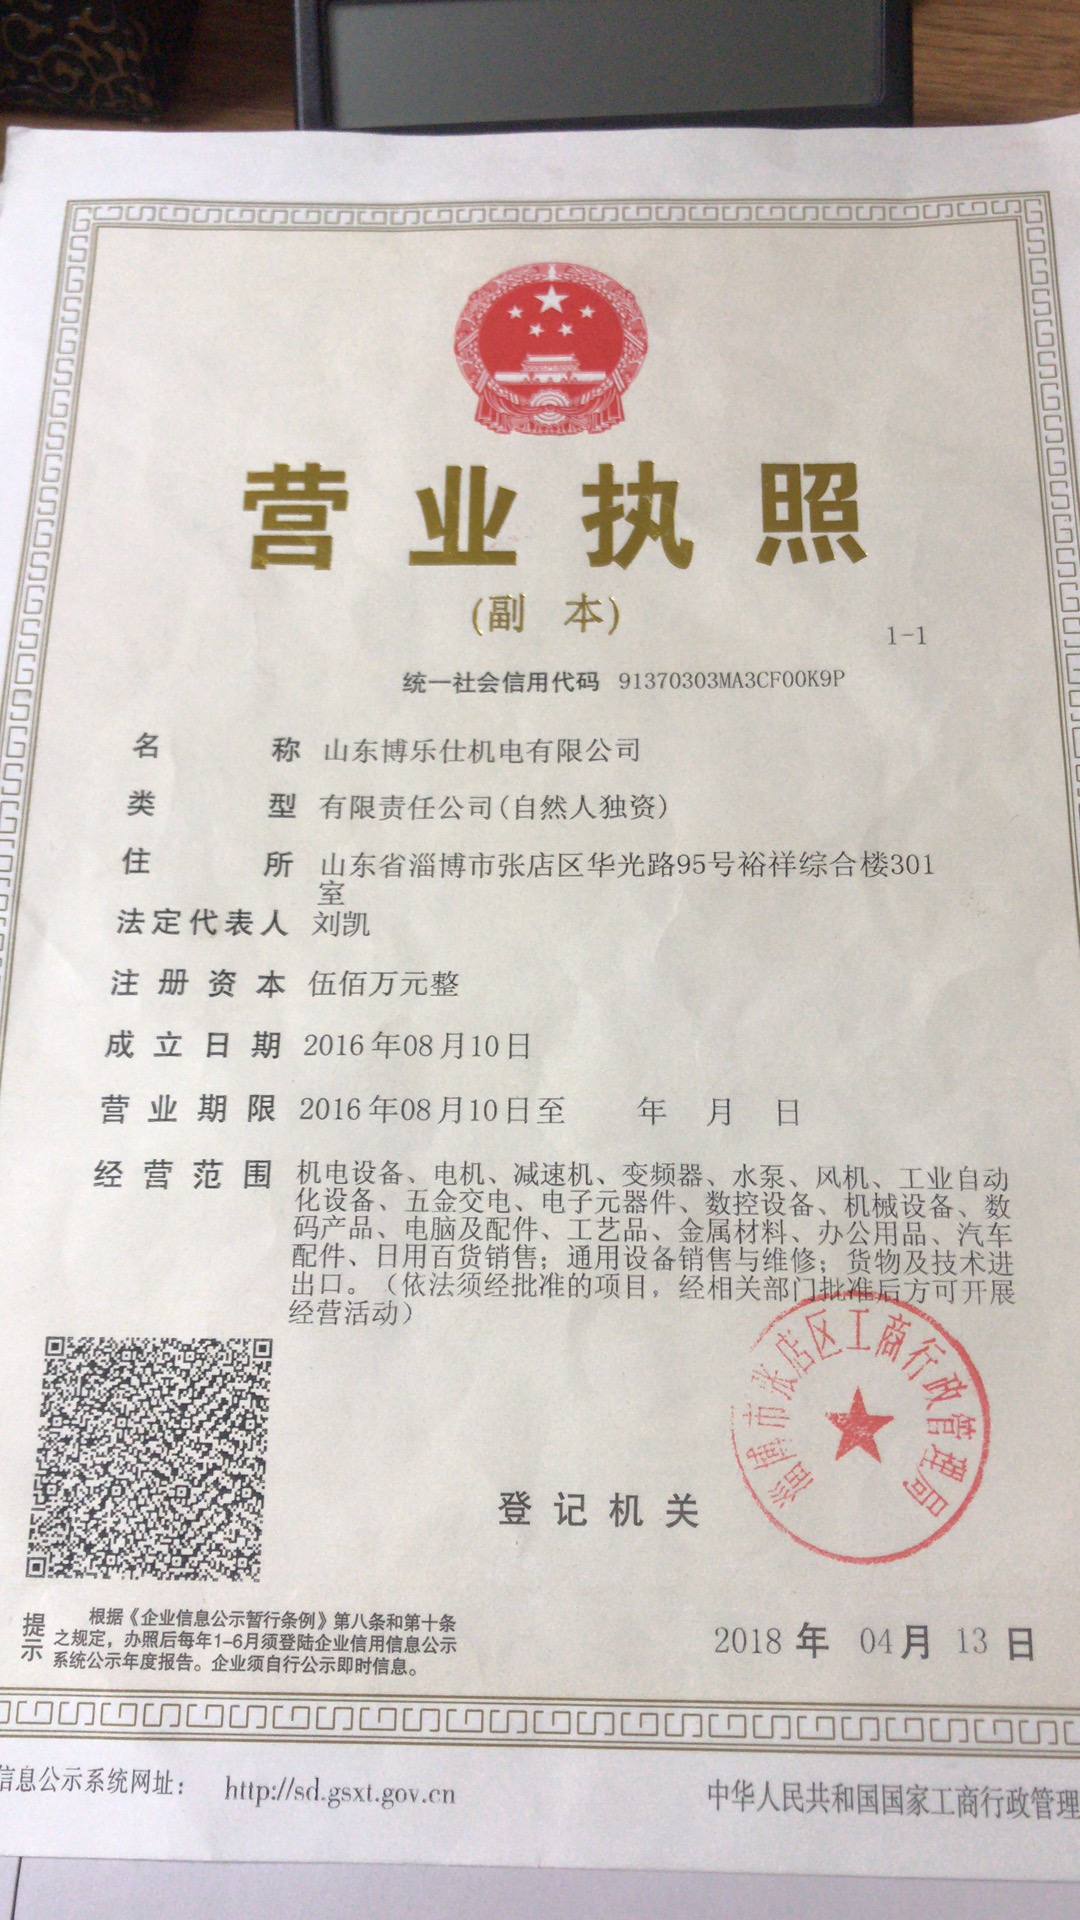 营业执照
(副 本)
1-1
统一社会信用代码 91370303MA3CF00K9P
名 称 山东博乐仕机电有限公司
类 型 有限责任公司(自然人独资)
住 所 山东省淄博市张店区华光路95号裕祥综合楼301
室
法定代表人 刘凯
注册资本 伍佰万元整
成立日期 2016年08月10日
营业期限 2016年08月10日至 年 月 日
经营范围 机电设备、电机、减速机、变频器、水泵、风机、工业自动
化设备、五金交电、电子元器件、数控设备、机械设备、数
码产品、电脑及配件、工艺品、金属材料、办公用品、汽车
配件、日用百货销售；通用设备销售与维修；货物及技术进
出口。（依法须经批准的项目，经相关部门批准后方可开展
经营活动）
淄博市张店区工商行政管理局
登记机关
提示 根据《企业信息公示暂行条例》第八条和第十条
之规定，办照后每年1-6月须登陆企业信用信息公示
系统公示年度报告。企业须自行公示即时信息。
2018 年 04月 13 日
信息公示系统网址： http://sd.gsxt.gov.cn
中华人民共和国国家工商行政管理